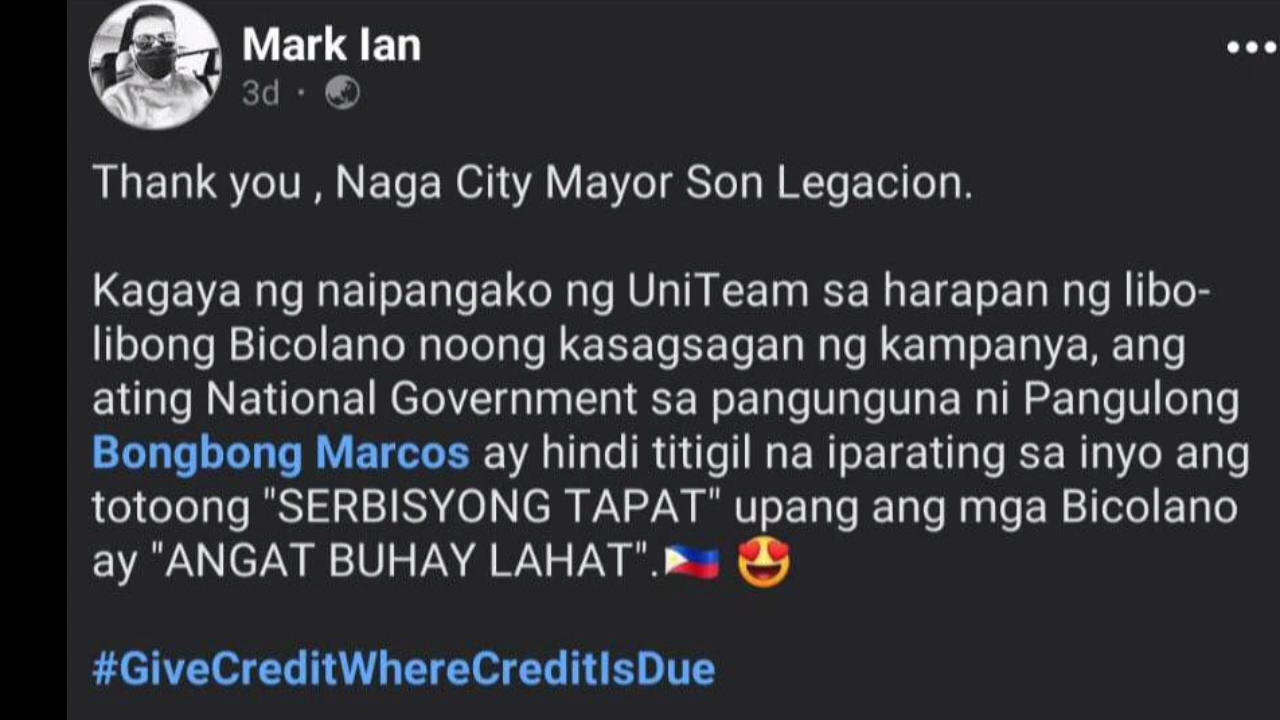 Mark Ian
3d ·
Thank you , Naga City Mayor Son Legacion.
Kagaya ng naipangako ng UniTeam sa harapan ng libo-
libong Bicolano noong kasagsagan ng kampanya, ang
ating National Government sa pangunguna ni Pangulong
Bongbong Marcos ay hindi titigil na iparating sa inyo ang
totoong "SERBISYONG TAPAT" upang ang mga Bicolano
ay "ANGAT BUHAY LAHAT".🇵🇭 😍
#GiveCreditWhereCreditIsDue